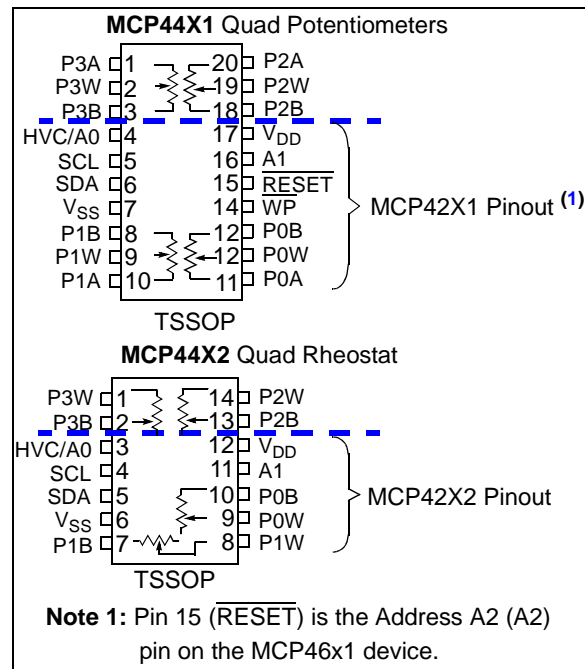 MCP44X1 Quad Potentiometers
P3A 1 20 P2A
P3W 2 19 P2W
P3B 3 18 P2B
HVC/A0 4 17 VDD
SCL 5 16 A1
SDA 6 15 RESET
VSS 7 14 WP
P1B 8 12 P0B
P1W 9 12 P0W
P1A 10 11 P0A
MCP42X1 Pinout (1)
TSSOP
MCP44X2 Quad Rheostat
P3W 1 14 P2W
P3B 2 13 P2B
HVC/A0 3 12 VDD
SCL 4 11 A1
SDA 5 10 P0B
VSS 6 9 P0W
P1B 7 8 P1W
MCP42X2 Pinout
TSSOP
Note 1: Pin 15 (RESET) is the Address A2 (A2)
pin on the MCP46x1 device.